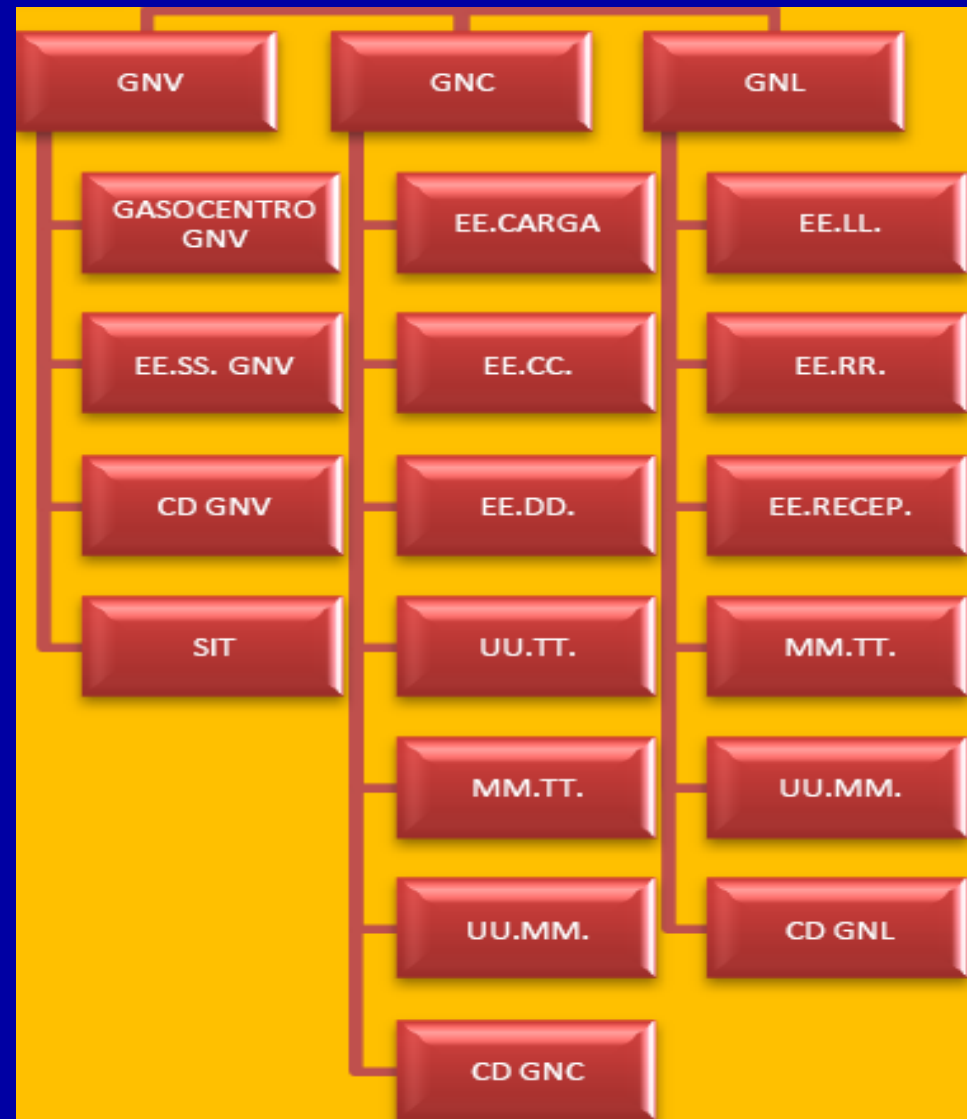 GNV
GASOCENTRO
GNV
EE.SS. GNV
CD GNV
SIT
GNC
EE.CARGA
EE.CC.
EE.DD.
UU.TT.
MM.TT.
UU.MM.
CD GNC
GNL
EE.LL.
EE.RR.
EE.RECEP.
MM.TT.
UU.MM.
CD GNL